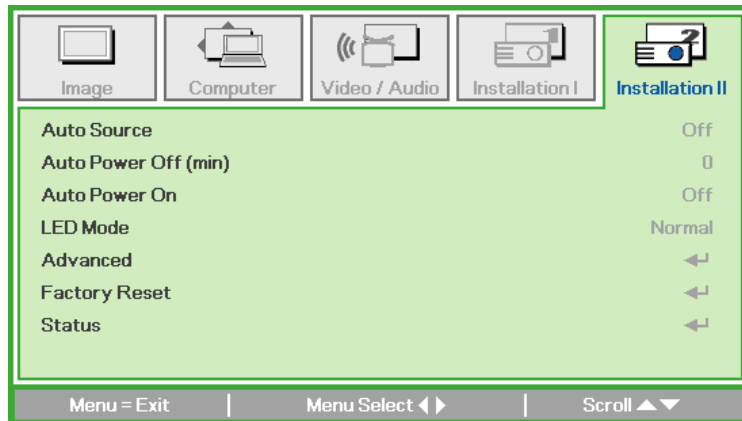 Image Computer Video / Audio Installation I Installation II
Auto Source Off
Auto Power Off (min) 0
Auto Power On Off
LED Mode Normal
Advanced
Factory Reset
Status
Menu = Exit Menu Select Scroll